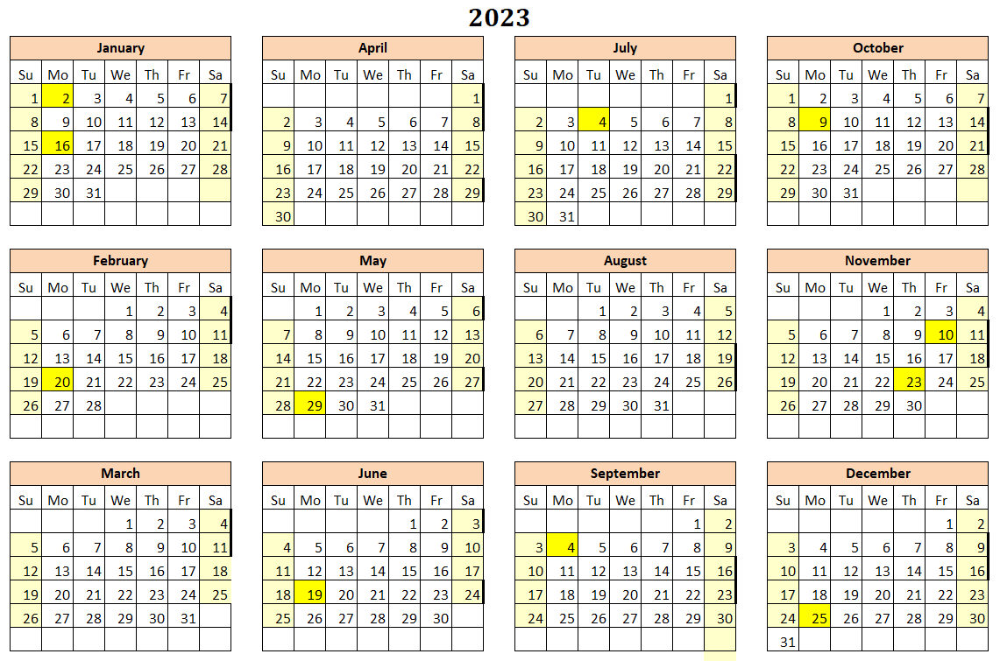 2023
January April July October
Su Mo Tu We Th Fr Sa Su Mo Tu We Th Fr Sa Su Mo Tu We Th Fr Sa Su Mo Tu We Th Fr Sa
1 2 3 4 5 6 7 1 1 1 2 3 4 5 6 7
8 9 10 11 12 13 14 2 3 4 5 6 7 8 2 3 4 5 6 7 8 8 9 10 11 12 13 14
15 16 17 18 19 20 21 9 10 11 12 13 14 15 9 10 11 12 13 14 15 15 16 17 18 19 20 21
22 23 24 25 26 27 28 16 17 18 19 20 21 22 16 17 18 19 20 21 22 22 23 24 25 26 27 28
29 30 31 23 24 25 26 27 28 29 23 24 25 26 27 28 29 29 30 31
30 30 31
February May August November
Su Mo Tu We Th Fr Sa Su Mo Tu We Th Fr Sa Su Mo Tu We Th Fr Sa Su Mo Tu We Th Fr Sa
1 2 3 4 1 2 3 4 5 6 1 2 3 4 5 1 2 3 4
5 6 7 8 9 10 11 7 8 9 10 11 12 13 6 7 8 9 10 11 12 5 6 7 8 9 10 11
12 13 14 15 16 17 18 14 15 16 17 18 19 20 13 14 15 16 17 18 19 12 13 14 15 16 17 18
19 20 21 22 23 24 25 21 22 23 24 25 26 27 20 21 22 23 24 25 26 19 20 21 22 23 24 25
26 27 28 28 29 30 31 27 28 29 30 31 26 27 28 29 30
March June September December
Su Mo Tu We Th Fr Sa Su Mo Tu We Th Fr Sa Su Mo Tu We Th Fr Sa Su Mo Tu We Th Fr Sa
1 2 3 4 1 2 3 1 2 1 2
5 6 7 8 9 10 11 4 5 6 7 8 9 10 3 4 5 6 7 8 9 3 4 5 6 7 8 9
12 13 14 15 16 17 18 11 12 13 14 15 16 17 10 11 12 13 14 15 16 10 11 12 13 14 15 16
19 20 21 22 23 24 25 18 19 20 21 22 23 24 17 18 19 20 21 22 23 17 18 19 20 21 22 23
26 27 28 29 30 31 25 26 27 28 29 30 24 25 26 27 28 29 30 24 25 26 27 28 29 30
31